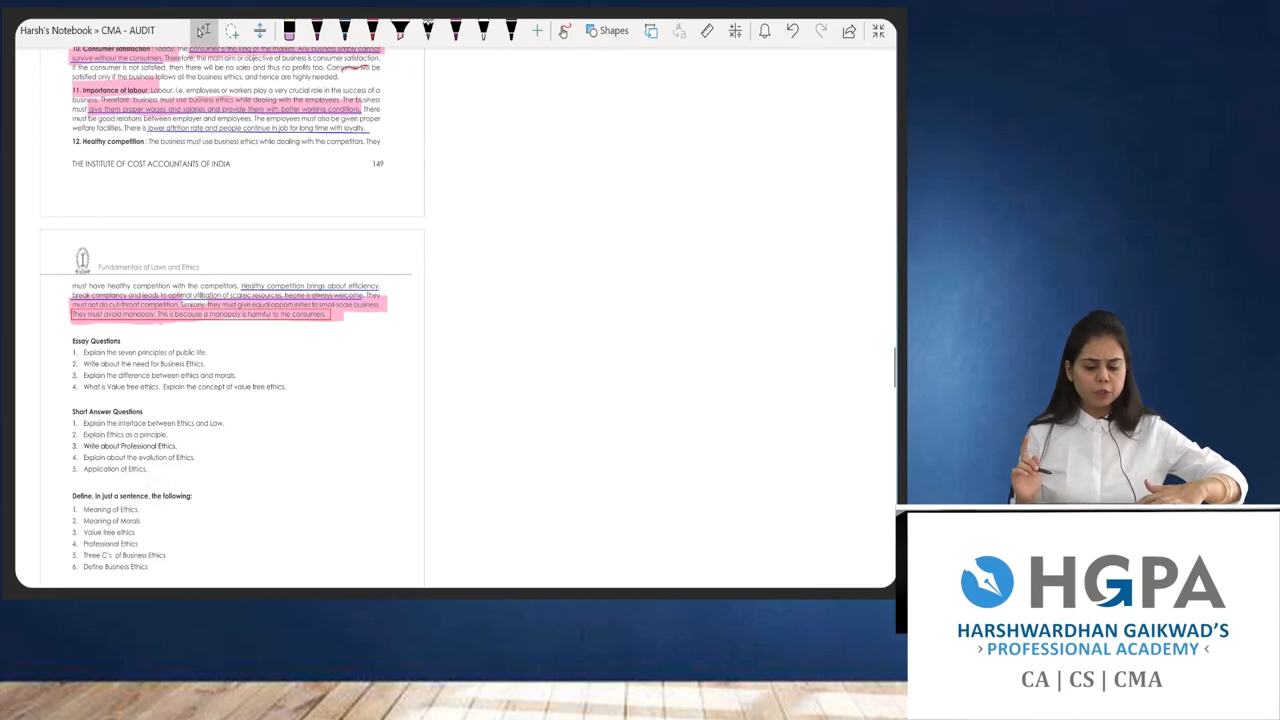 Harsh's Notebook » CMA - AUDIT
Shapes
10. Consumer satisfaction : Today, the consumer is the king of the market. Any business simply cannot
survive without the consumers. Therefore, the main aim or objective of business is consumer satisfaction.
If the consumer is not satisfied, then there will be no sales and thus no profits too. Consumer will be
satisfied only if the business follows all the business ethics, and hence are highly needed.
11. Importance of labour: Labour, i.e. employees or workers play a very crucial role in the success of a
business. Therefore, business must use business ethics while dealing with the employees. The business
must give them proper wages and salaries and provide them with better working conditions. There
must be good relations between employer and employees. The employees must also be given proper
welfare facilities. There is lower attrition rate and people continue in job for long time with loyalty.
12. Healthy competition : The business must use business ethics while dealing with the competitors. They
THE INSTITUTE OF COST ACCOUNTANTS OF INDIA 149
Fundamentals of Laws and Ethics
must have healthy competition with the competitors. Healthy competition brings about efficiency,
break complancy and leads to optimal utilisation of scarec resources, hecne is always welcome. They
must not do cut-throat competition. Similarly, they must give equal opportunities to small-scale business.
They must avoid monopoly. This is because a monopoly is harmful to the consumers.
Essay Questions
1. Explain the seven principles of public life.
2. Write about the need for Business Ethics.
3. Explain the difference between ethics and morals.
4. What is Value free ethics. Explain the concept of value free ethics.
Short Answer Questions
1. Explain the interface between Ethics and Law.
2. Explain Ethics as a principle.
3. Write about Professional Ethics.
4. Explain about the evolution of Ethics.
5. Application of Ethics.
Define, in just a sentence, the following:
1. Meaning of Ethics.
2. Meaning of Morals
3. Value free ethics
4. Professional Ethics
5. Three C's of Business Ethics
6. Define Business Ethics
HGPA
HARSHWARDHAN GAIKWAD'S
› PROFESSIONAL ACADEMY ‹
CA | CS | CMA